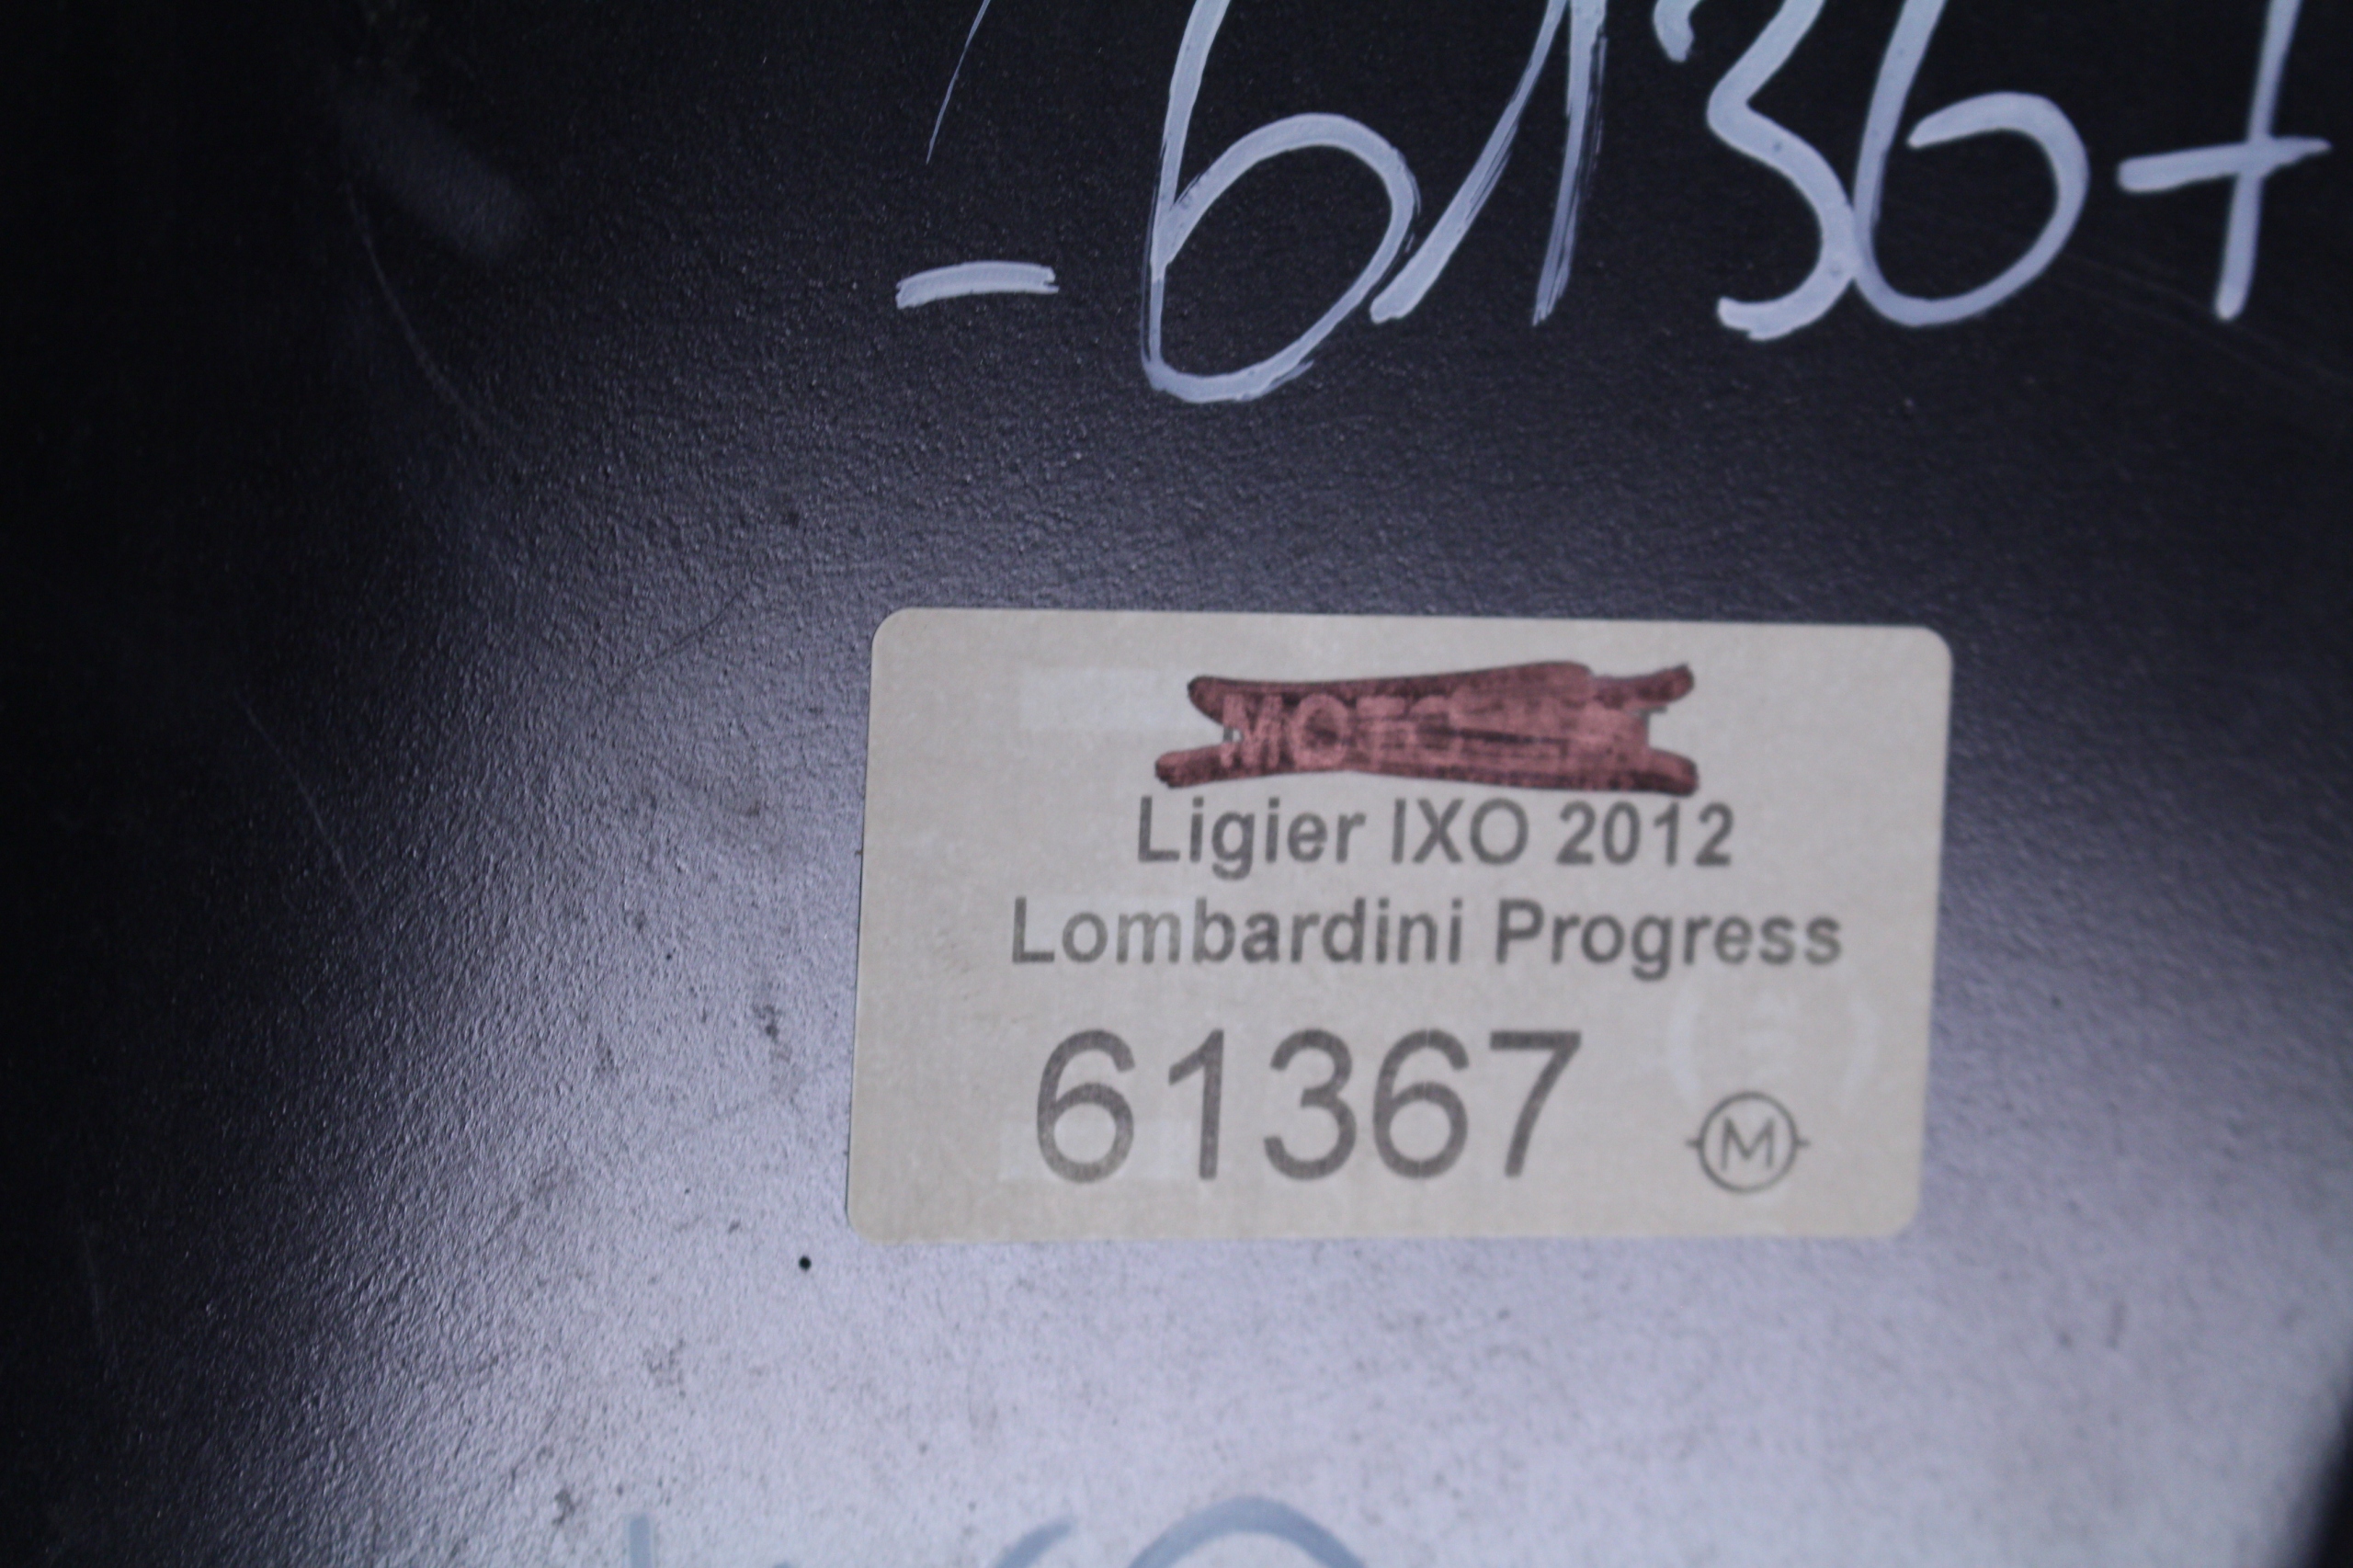 -61367
Ligier IXO 2012
Lombardini Progress
61367
M